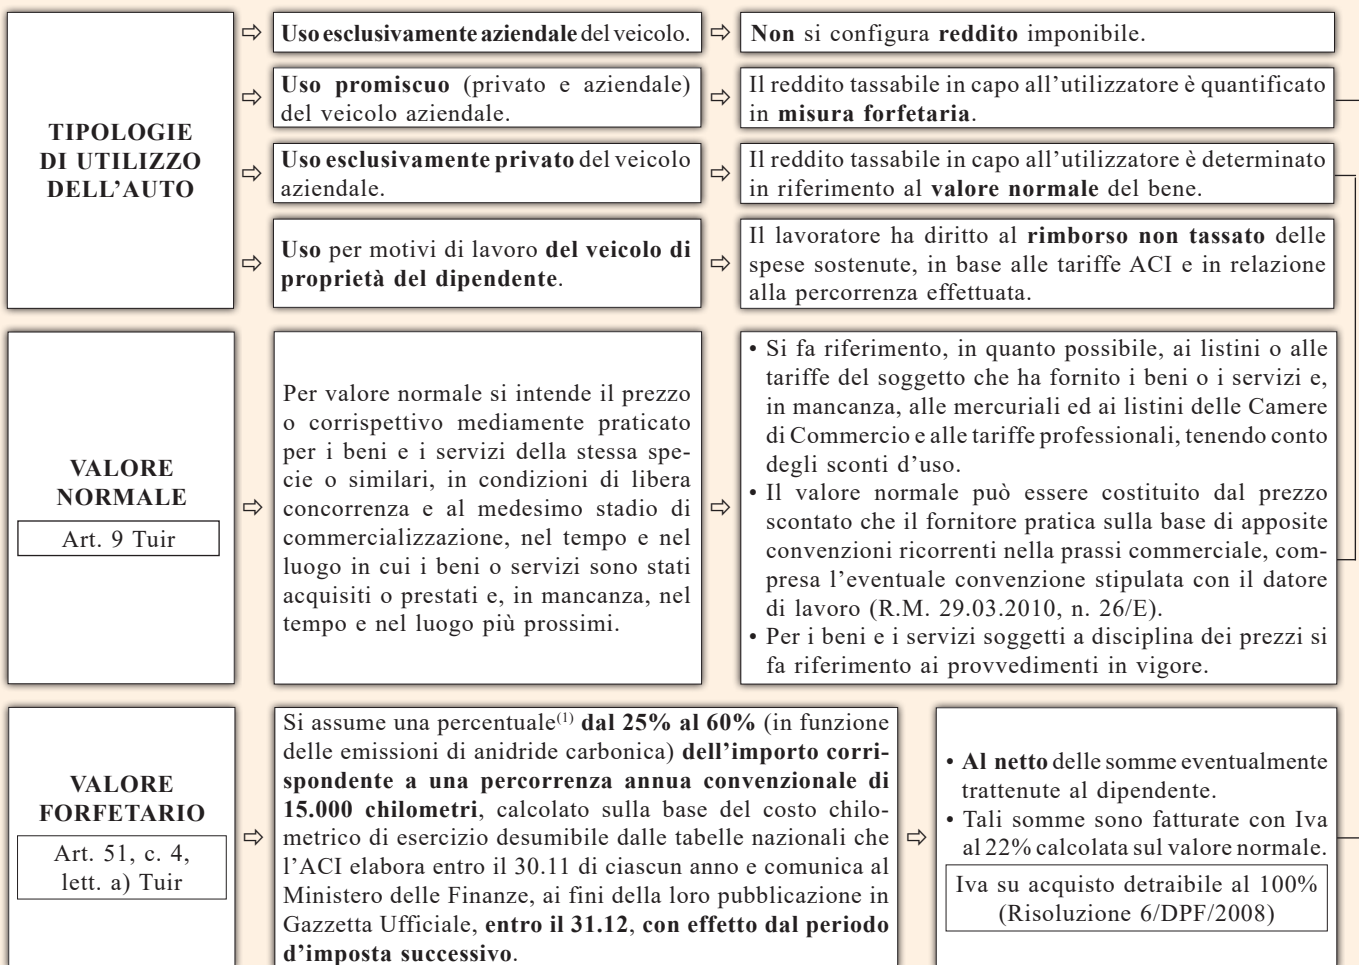 TIPOLOGIE
DI UTILIZZO
DELL'AUTO
⇨ Uso esclusivamente aziendale del veicolo. ⇨ Non si configura reddito imponibile.
⇨ Uso promiscuo (privato e aziendale)
del veicolo aziendale.
⇨ Il reddito tassabile in capo all'utilizzatore è quantificato
in misura forfetaria.
⇨ Uso esclusivamente privato del veicolo
aziendale.
⇨ Il reddito tassabile in capo all'utilizzatore è determinato
in riferimento al valore normale del bene.
⇨ Uso per motivi di lavoro del veicolo di
proprietà del dipendente.
⇨ Il lavoratore ha diritto al rimborso non tassato delle
spese sostenute, in base alle tariffe ACI e in relazione
alla percorrenza effettuata.
VALORE
NORMALE
Art. 9 Tuir
⇨ Per valore normale si intende il prezzo
o corrispettivo mediamente praticato
per i beni e i servizi della stessa spe-
cie o similari, in condizioni di libera
concorrenza e al medesimo stadio di
commercializzazione, nel tempo e nel
luogo in cui i beni o servizi sono stati
acquisiti o prestati e, in mancanza, nel
tempo e nel luogo più prossimi.
⇨ • Si fa riferimento, in quanto possibile, ai listini o alle
tariffe del soggetto che ha fornito i beni o i servizi e,
in mancanza, alle mercuriali ed ai listini delle Camere
di Commercio e alle tariffe professionali, tenendo conto
degli sconti d'uso.
• Il valore normale può essere costituito dal prezzo
scontato che il fornitore pratica sulla base di apposite
convenzioni ricorrenti nella prassi commerciale, com-
presa l'eventuale convenzione stipulata con il datore
di lavoro (R.M. 29.03.2010, n. 26/E).
• Per i beni e i servizi soggetti a disciplina dei prezzi si
fa riferimento ai provvedimenti in vigore.
VALORE
FORFETARIO
Art. 51, c. 4,
lett. a) Tuir
⇨ Si assume una percentuale(1) dal 25% al 60% (in funzione
delle emissioni di anidride carbonica) dell'importo corri-
spondente a una percorrenza annua convenzionale di
15.000 chilometri, calcolato sulla base del costo chilo-
metrico di esercizio desumibile dalle tabelle nazionali che
l'ACI elabora entro il 30.11 di ciascun anno e comunica al
Ministero delle Finanze, ai fini della loro pubblicazione in
Gazzetta Ufficiale, entro il 31.12, con effetto dal periodo
d'imposta successivo.
⇨ • Al netto delle somme eventualmente
trattenute al dipendente.
• Tali somme sono fatturate con Iva
al 22% calcolata sul valore normale.
Iva su acquisto detraibile al 100%
(Risoluzione 6/DPF/2008)